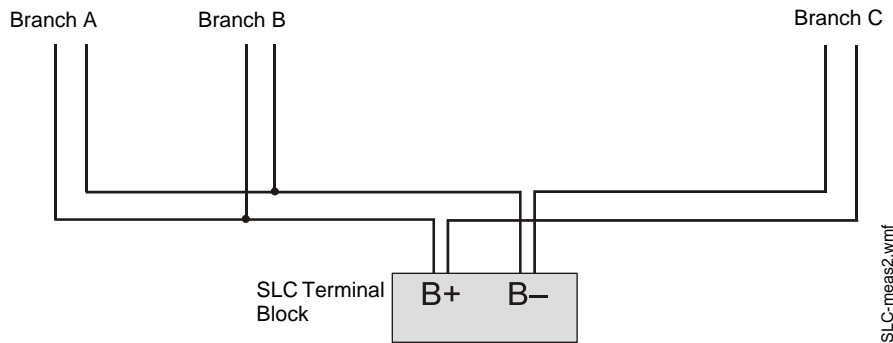 Branch A
Branch B
Branch C
SLC Terminal
Block
B+
B–
SLC-meas2.wmf